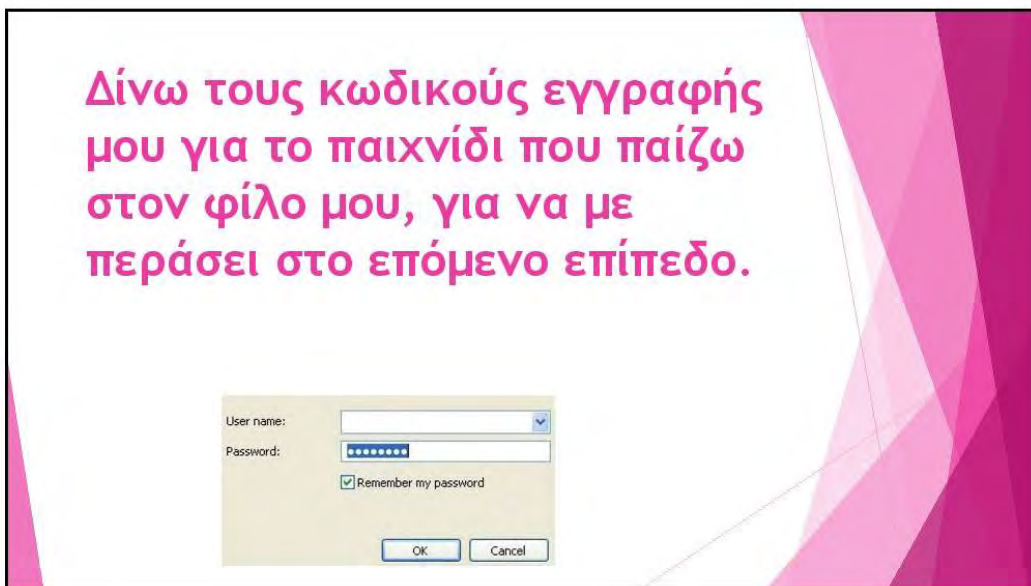 Δίνω τους κωδικούς εγγραφής
μου για το παιχνίδι που παίζω
στον φίλο μου, για να με
περάσει στο επόμενο επίπεδο.
User name:
Password:
Remember my password
OK Cancel